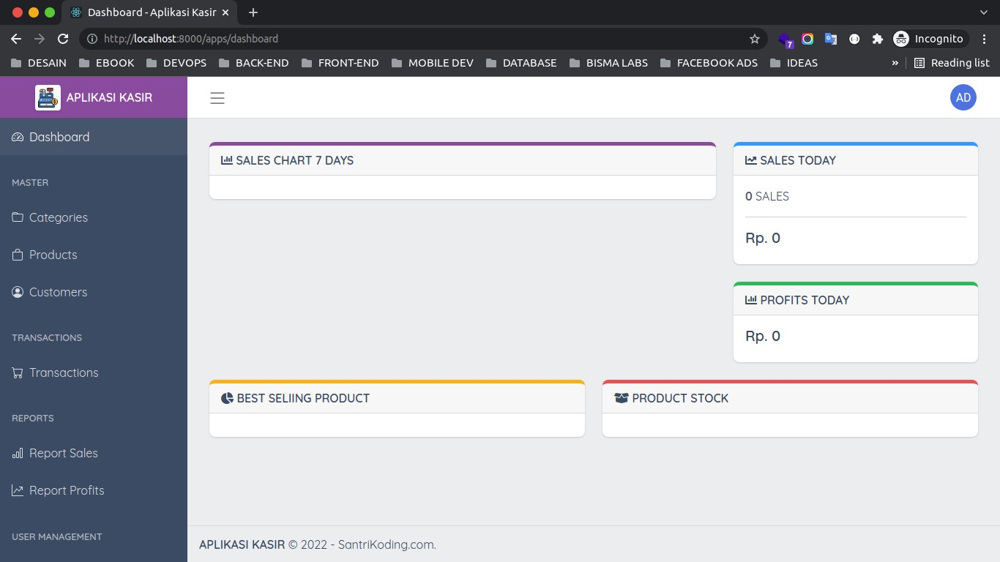 Dashboard - Aplikasi Kasir
http://localhost:8000/apps/dashboard
7
Incognito
DESAIN
EBOOK
DEVOPS
BACK-END
FRONT-END
MOBILE DEV
DATABASE
BISMA LABS
FACEBOOK ADS
IDEAS
»
Reading list
APLIKASI KASIR
AD
Dashboard
MASTER
Categories
Products
Customers
TRANSACTIONS
Transactions
REPORTS
Report Sales
Report Profits
USER MANAGEMENT
SALES CHART 7 DAYS
SALES TODAY
0 SALES
Rp. 0
PROFITS TODAY
Rp. 0
BEST SELIING PRODUCT
PRODUCT STOCK
APLIKASI KASIR © 2022 - SantriKoding.com.